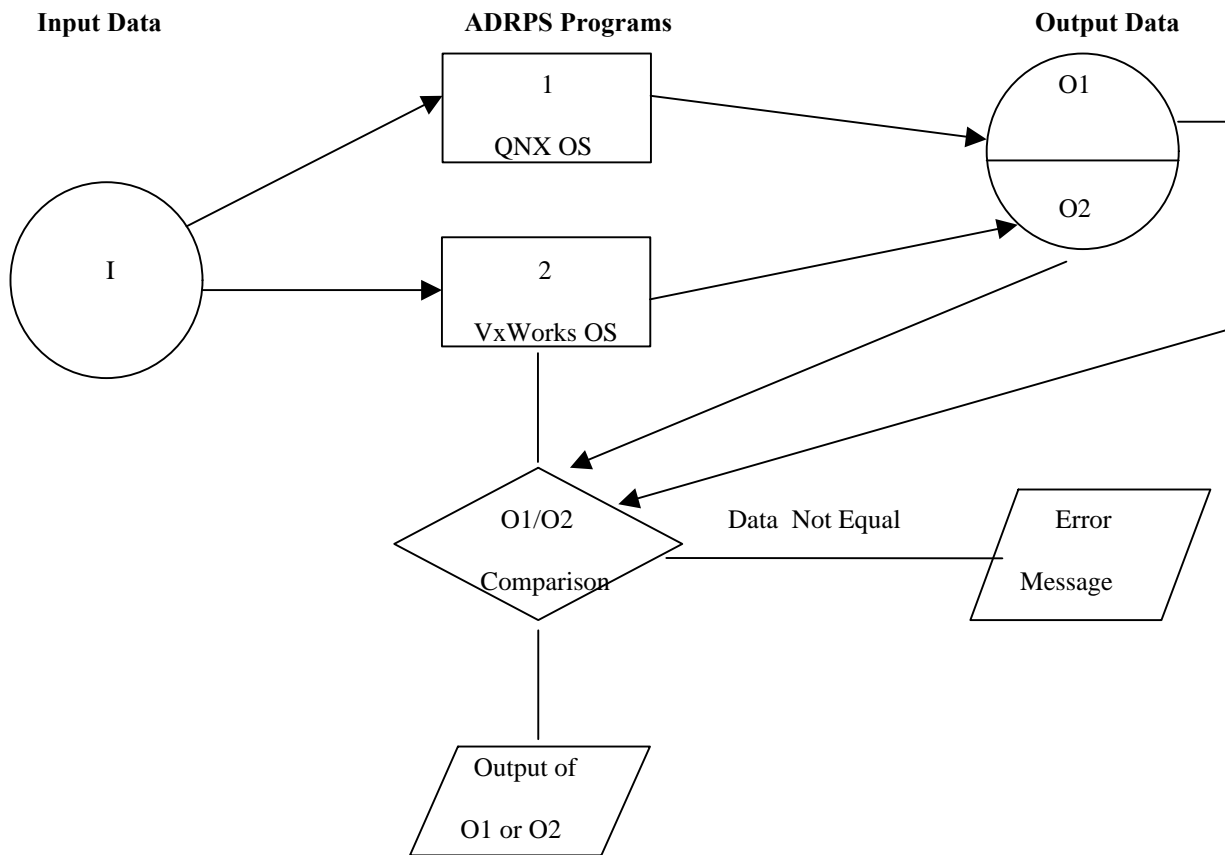 Input Data
ADRPS Programs
Output Data
1
QNX OS
O1
O2
I
2
VxWorks OS
O1/O2
Comparison
Data Not Equal
Error
Message
Output of
O1 or O2